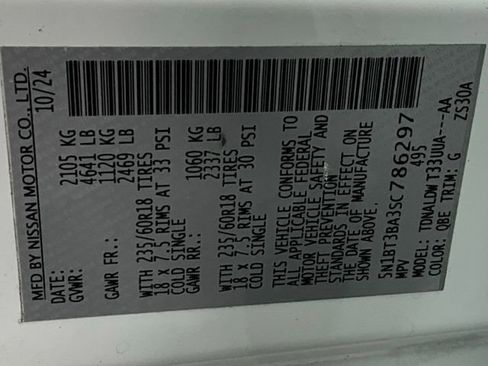 MFD BY NISSAN MOTOR CO., LTD.
DATE: 10/24
GVWR: 2105 KG
4641 LB
GAWR FR.: 1120 KG
2469 LB
WITH 235/60R18 TIRES
18 x 7.5 RIMS AT 33 PSI
COLD SINGLE
GAWR RR.: 1060 KG
2337 LB
WITH 235/60R18 TIRES
18 x 7.5 RIMS AT 30 PSI
COLD SINGLE
THIS VEHICLE CONFORMS TO
ALL APPLICABLE FEDERAL
MOTOR VEHICLE SAFETY AND
THEFT PREVENTION
STANDARDS IN EFFECT ON
THE DATE OF MANUFACTURE
SHOWN ABOVE.
5N1BT3BA3SC786297
MPV 495
MODEL: TDNALDWT33UUA---AA
COLOR: QBE TRIM: G ZS30A